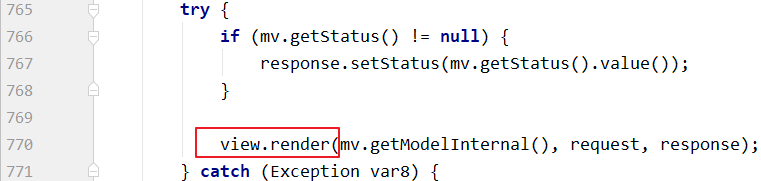 765 try {
766 if (mv.getStatus() != null) {
767 response.setStatus(mv.getStatus().value());
768 }
769
770 view.render(mv.getModelInternal(), request, response);
771 } catch (Exception var8) {